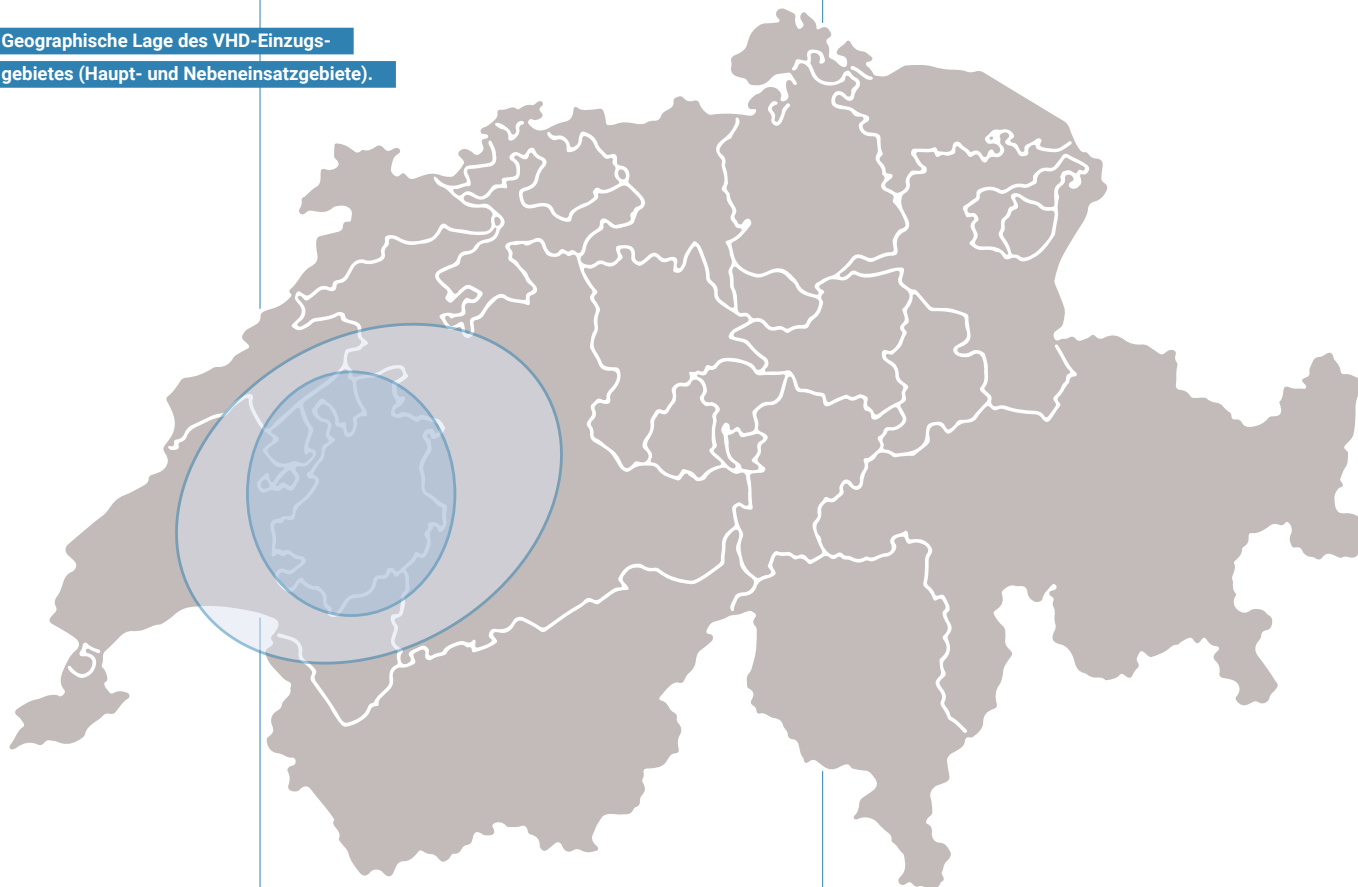 Geographische Lage des VHD-Einzugs-
gebietes (Haupt- und Nebeneinsatzgebiete).